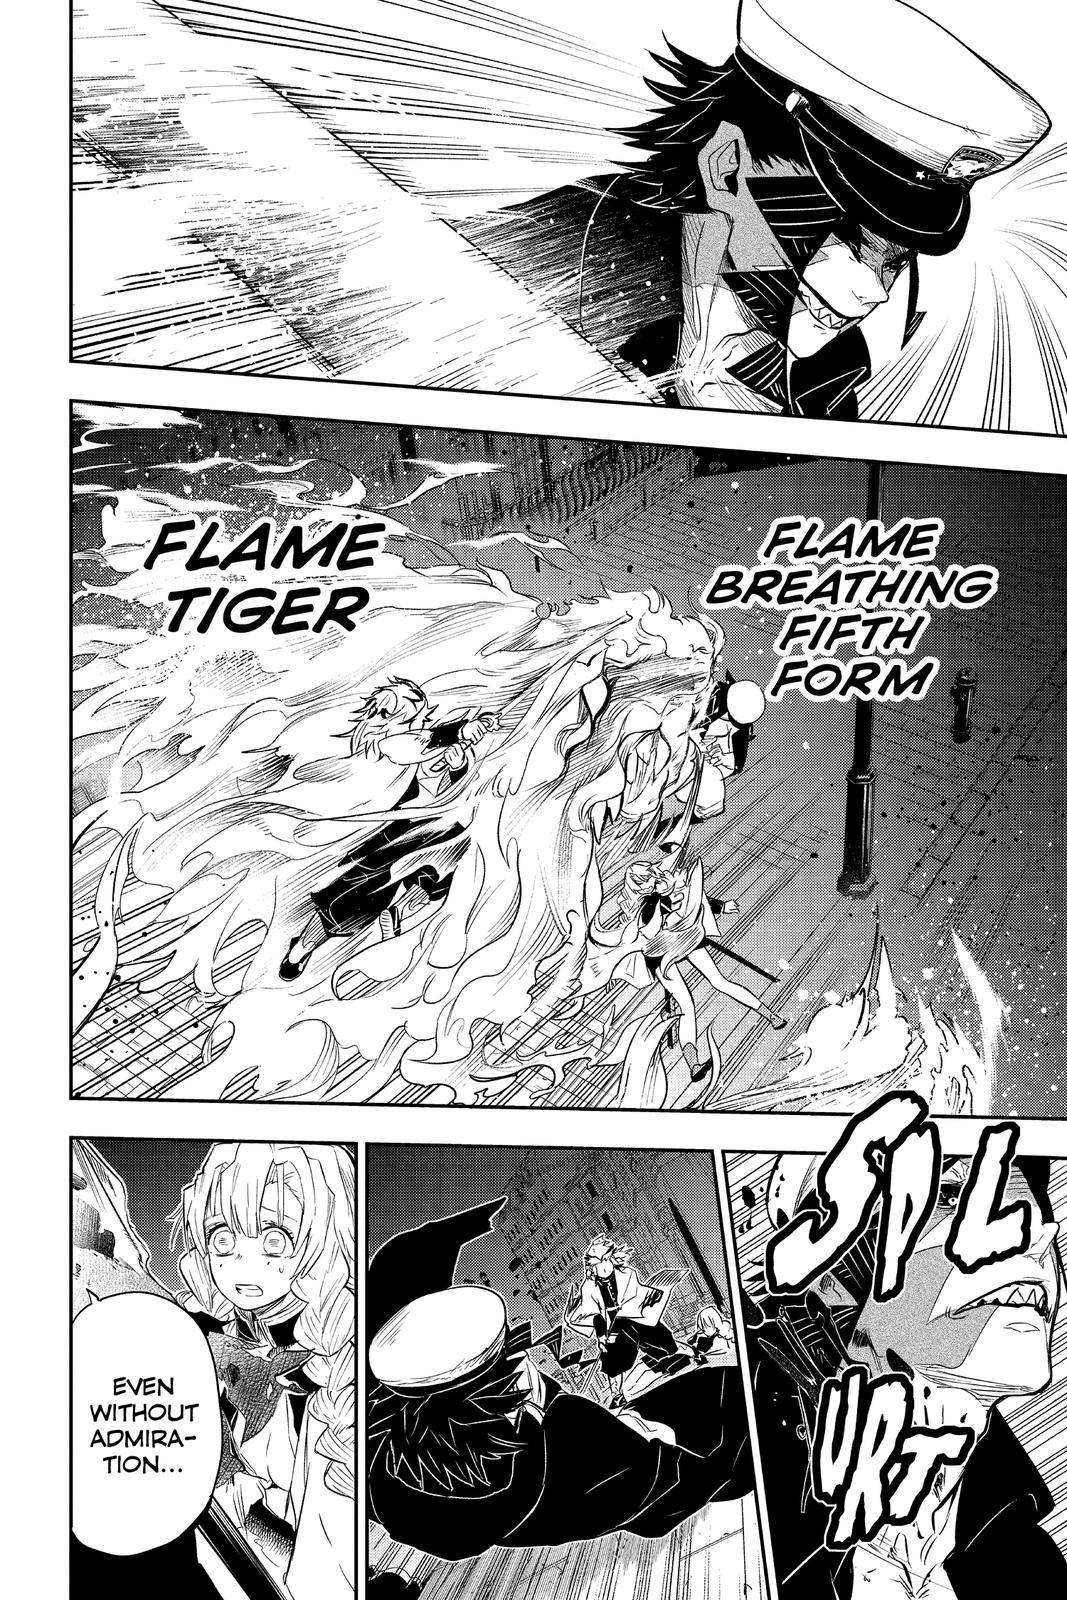 FLAME
BREATHING
FIFTH
FORM
FLAME
TIGER
SPL
URT
EVEN
WITHOUT
ADMIRA-
TION...